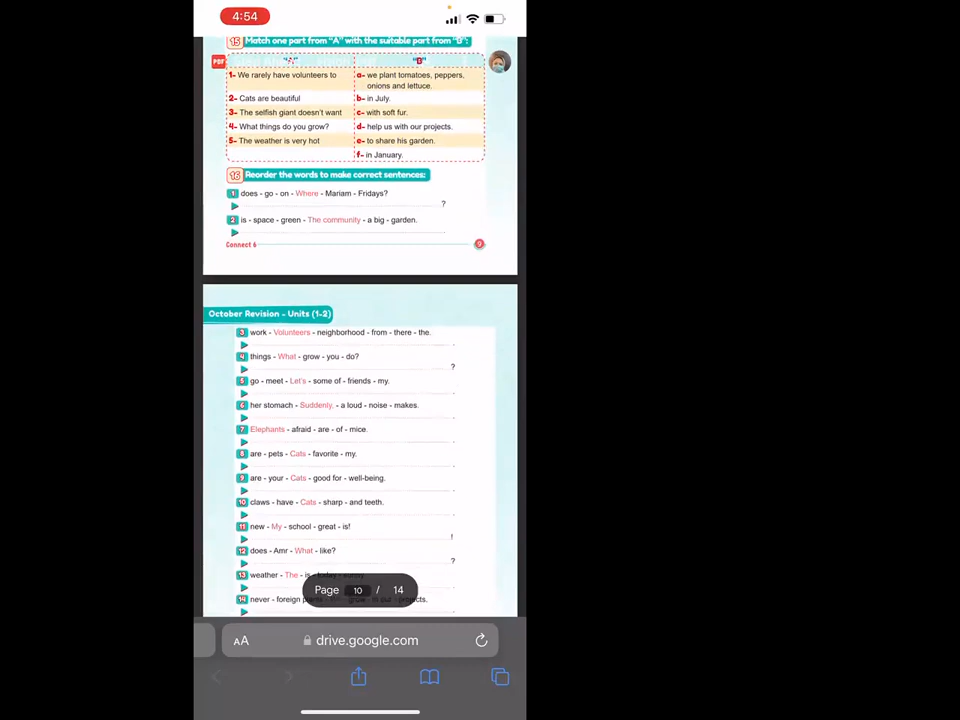 4:54
15 Match one part from "A" with the suitable part from "B":
PDF
"A" "B"
1- We rarely have volunteers to a- we plant tomatoes, peppers, onions and lettuce.
2- Cats are beautiful b- in July.
3- The selfish giant doesn't want c- with soft fur.
4- What things do you grow? d- help us with our projects.
5- The weather is very hot e- to share his garden.
f- in January.
16 Reorder the words to make correct sentences:
1 does - go - on - Where - Mariam - Fridays?
?
2 is - space - green - The community - a big - garden.
Connect 6 9
October Revision - Units (1-2)
3 work - Volunteers - neighborhood - from - there - the.
4 things - What - grow - you - do?
?
5 go - meet - Let's - some of - friends - my.
6 her stomach - Suddenly, - a loud - noise - makes.
7 Elephants - afraid - are - of - mice.
8 are - pets - Cats - favorite - my.
9 are - your - Cats - good for - well-being.
10 claws - have - Cats - sharp - and teeth.
11 new - My - school - great - is!
!
12 does - Amr - What - like?
?
13 weather - The - is
Page 10 / 14
14 never - foreign
AA drive.google.com